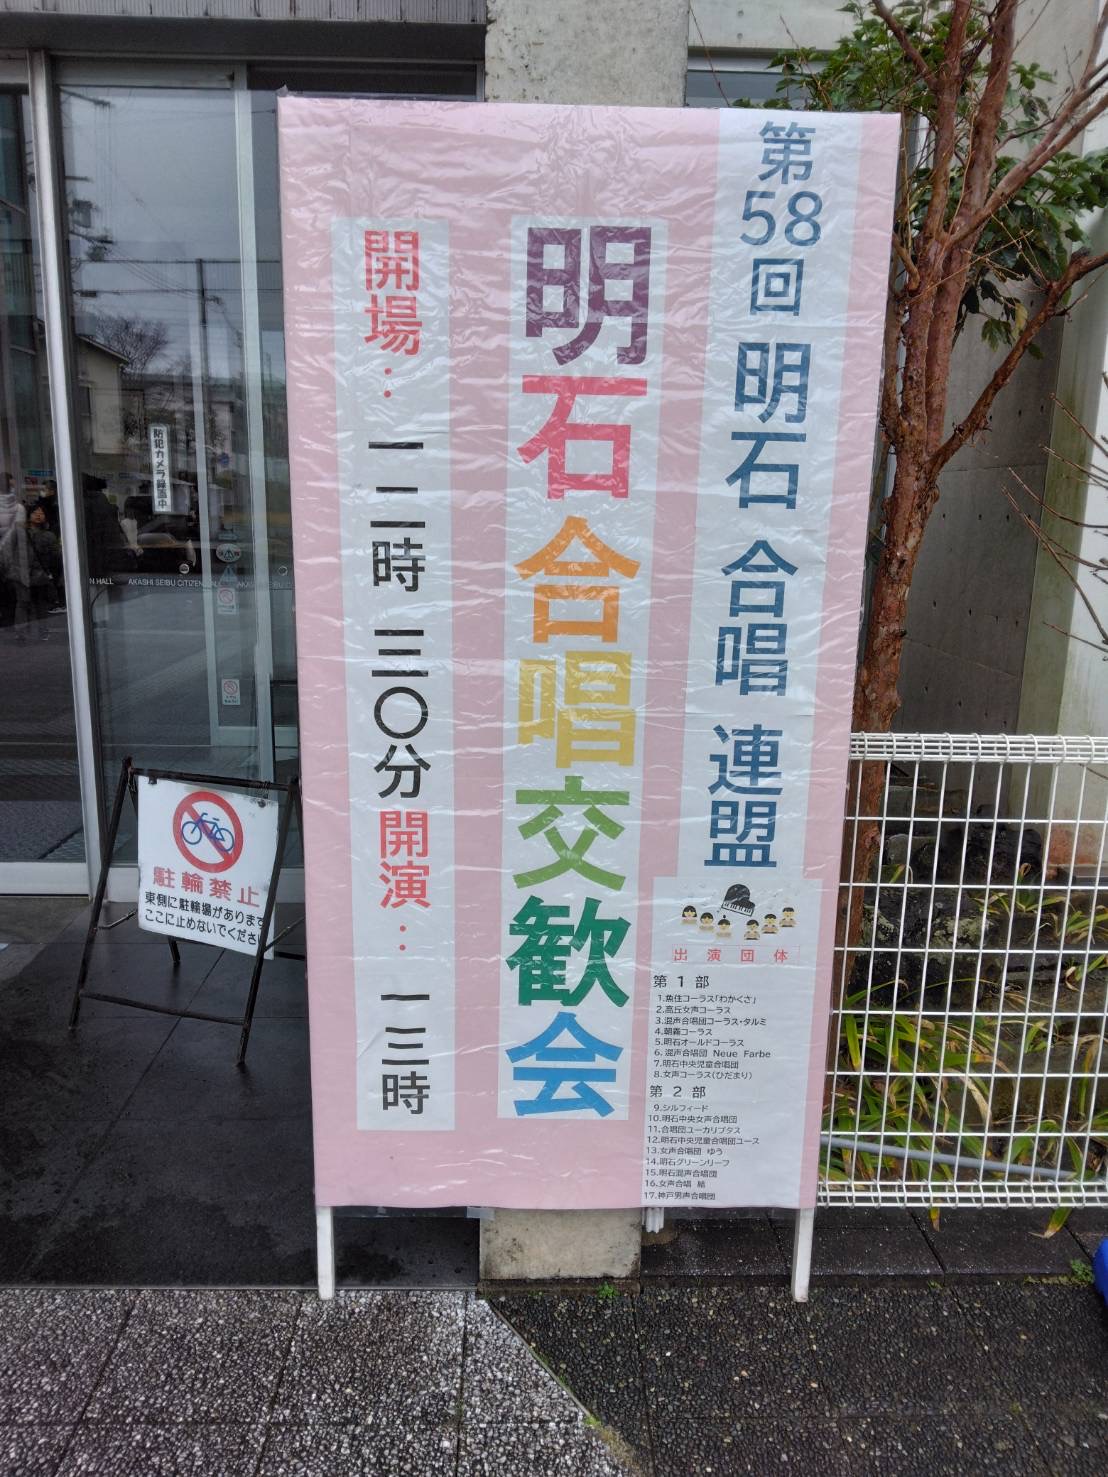 第58回 明石 合唱 連盟
明石合唱交歓会
開場：一二時 三〇分 開演：一三時
出演団体
第 1 部
1.魚住コーラス「わかくさ」
2.高丘女声コーラス
3.混声合唱団コーラス・タルミ
4.朝霧コーラス
5.明石オールドコーラス
6.混声合唱団 Neue Farbe
7.明石中央児童合唱団
8.女声コーラス(ひだまり)
第 2 部
9.シルフィード
10.明石中央女声合唱団
11.合唱団ユーカリプタス
12.明石中央児童合唱団ユース
13.女声合唱団 ゆう
14.明石グリーンリーフ
15.明石混声合唱団
16.女声合唱 結
17.神戸男声合唱団
防犯カメラ録画中
N HALL
AKASHI SEIBU CITIZEN
駐輪禁止
東側に駐輪場があります
ここに止めないでくださ